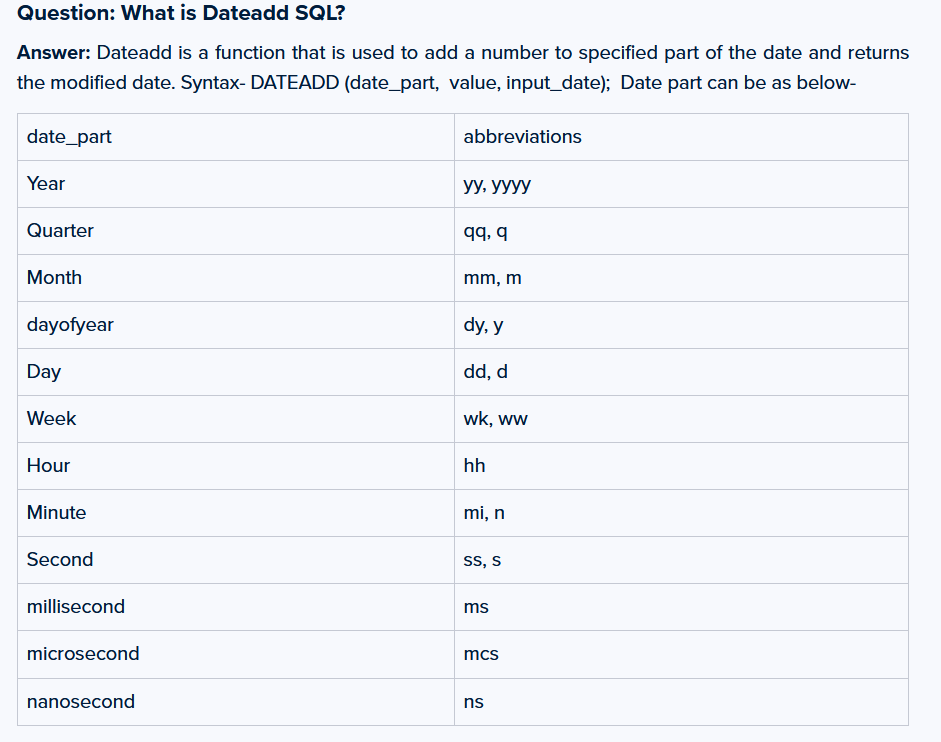 Question: What is Dateadd SQL?
Answer: Dateadd is a function that is used to add a number to specified part of the date and returns
the modified date. Syntax- DATEADD (date_part,  value, input_date);  Date part can be as below-
date_part abbreviations
Year yy, yyyy
Quarter qq, q
Month mm, m
dayofyear dy, y
Day dd, d
Week wk, ww
Hour hh
Minute mi, n
Second ss, s
millisecond ms
microsecond mcs
nanosecond ns